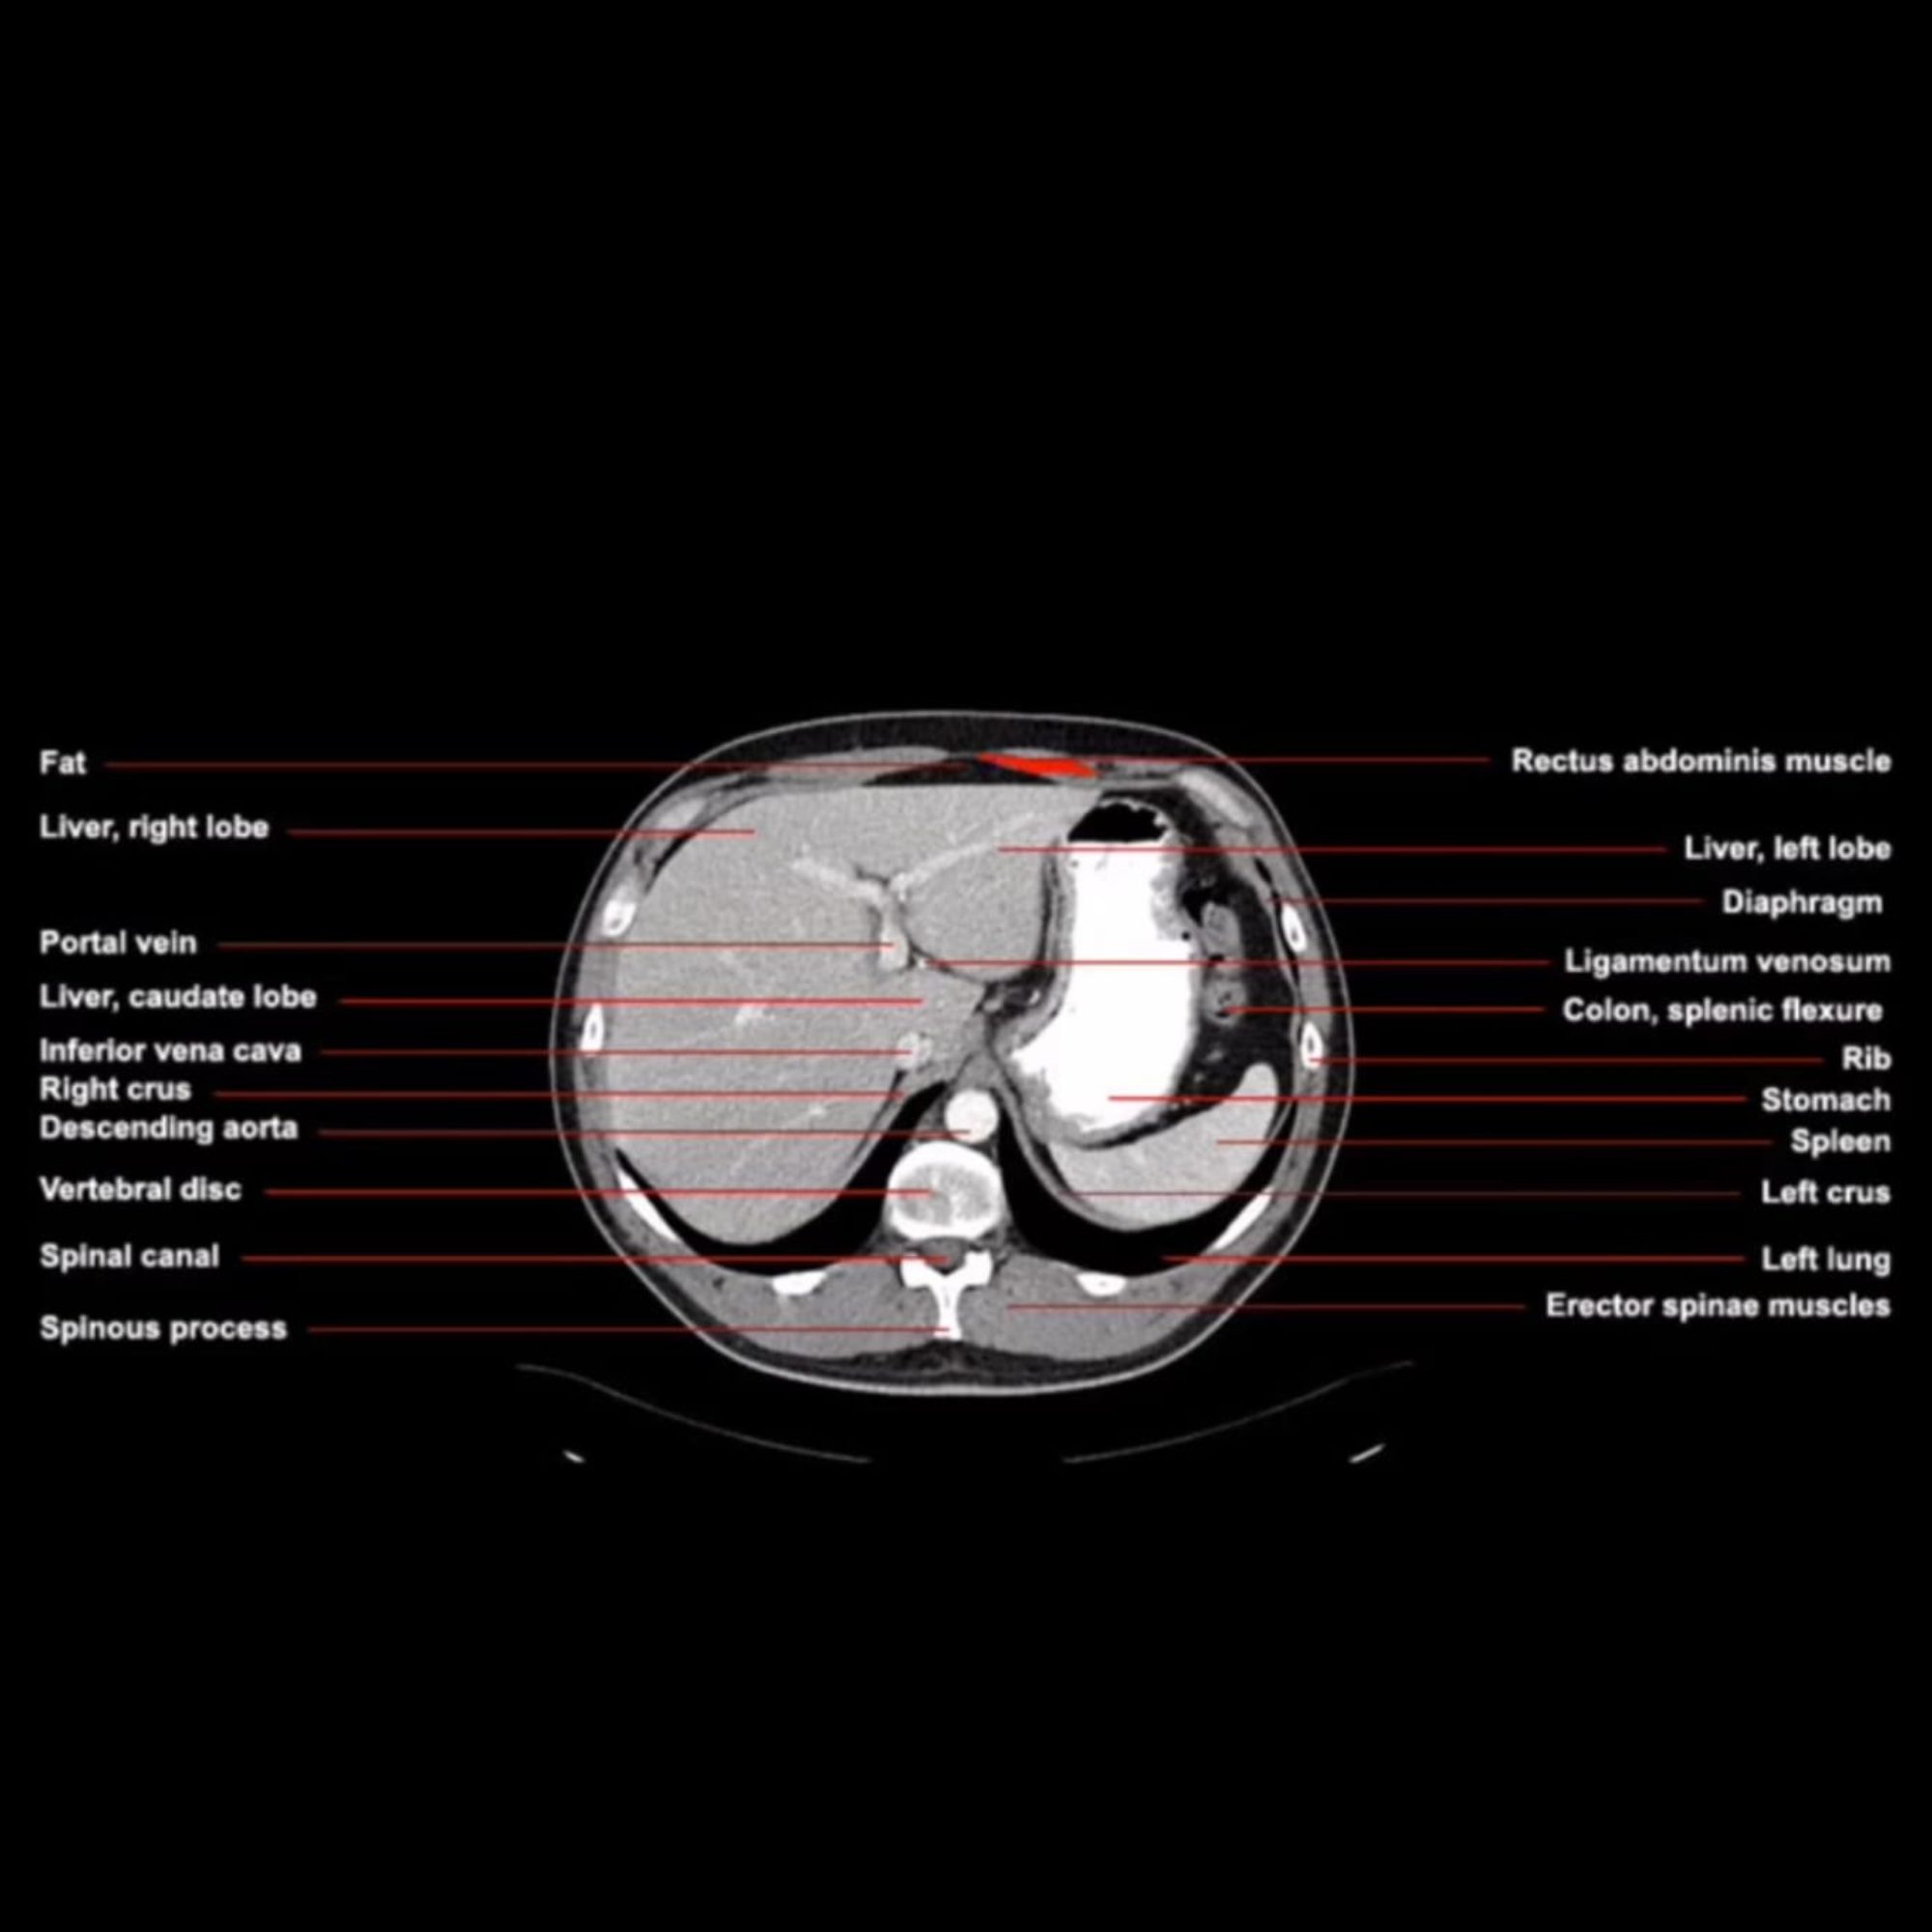 Fat
Liver, right lobe
Portal vein
Liver, caudate lobe
Inferior vena cava
Right crus
Descending aorta
Vertebral disc
Spinal canal
Spinous process
Rectus abdominis muscle
Liver, left lobe
Diaphragm
Ligamentum venosum
Colon, splenic flexure
Rib
Stomach
Spleen
Left crus
Left lung
Erector spinae muscles